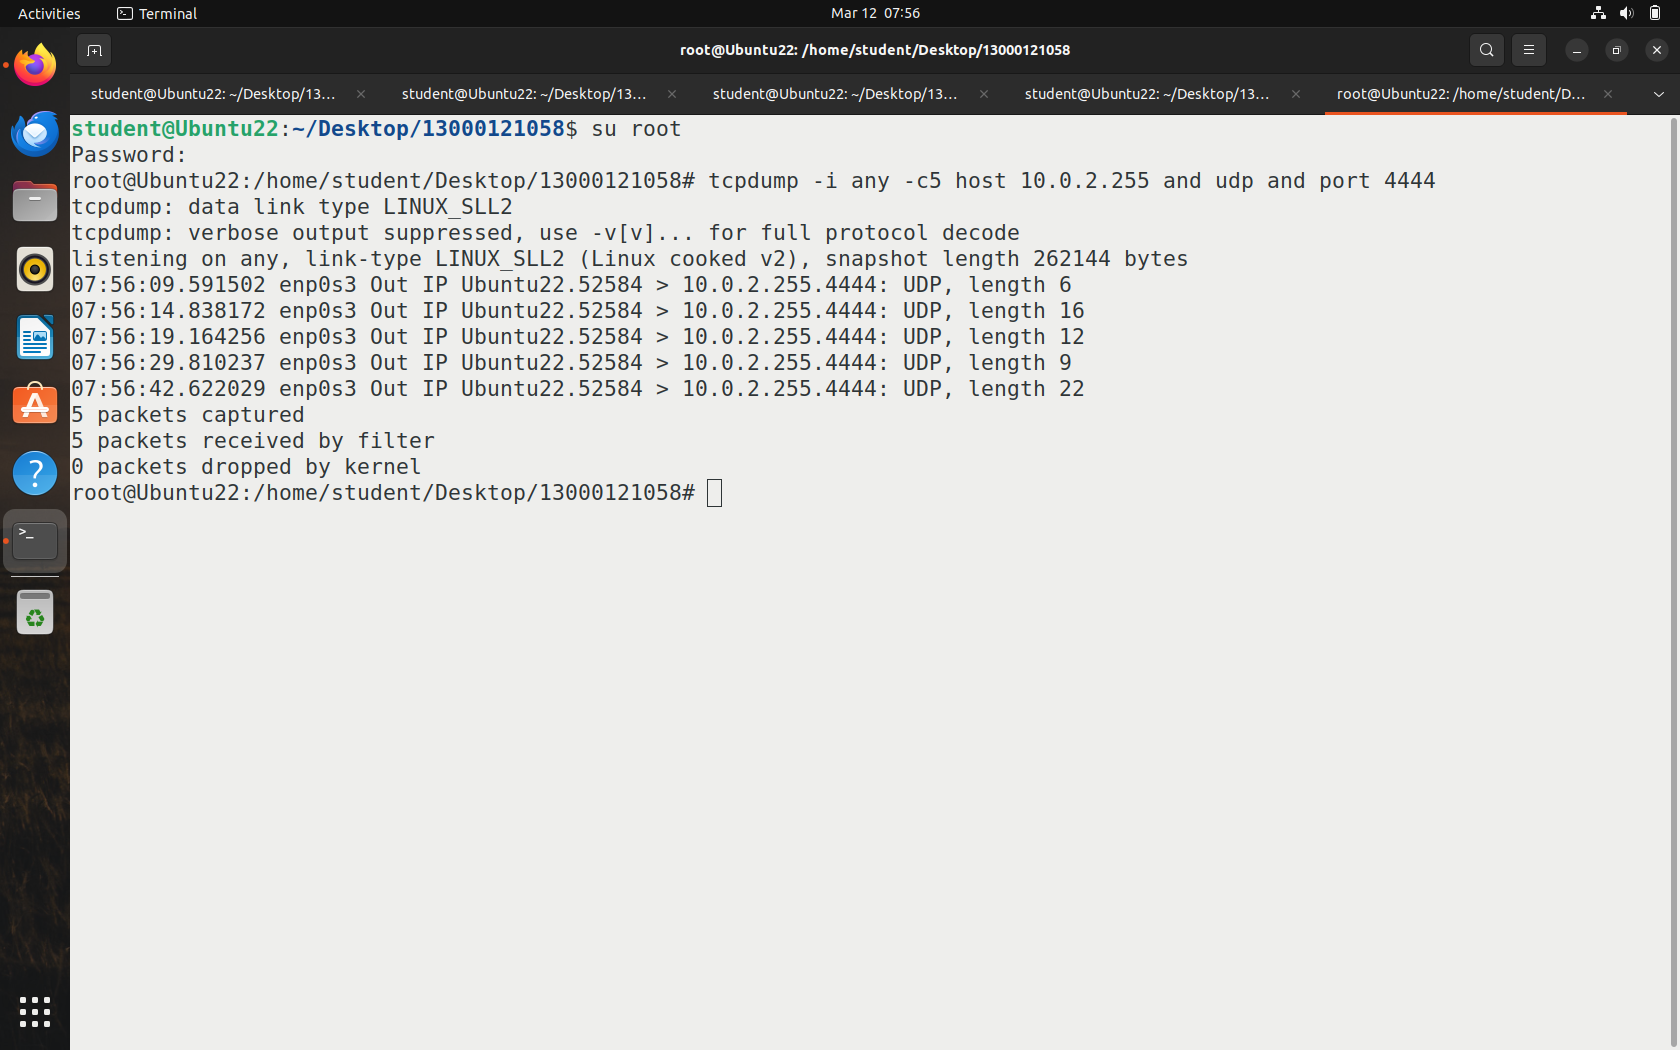 Activities
Terminal
Mar 12 07:56
root@Ubuntu22: /home/student/Desktop/13000121058
student@Ubuntu22: ~/Desktop/13...
student@Ubuntu22: ~/Desktop/13...
student@Ubuntu22: ~/Desktop/13...
student@Ubuntu22: ~/Desktop/13...
root@Ubuntu22: /home/student/D...
student@Ubuntu22:~/Desktop/13000121058$ su root
Password:
root@Ubuntu22:/home/student/Desktop/13000121058# tcpdump -i any -c5 host 10.0.2.255 and udp and port 4444
tcpdump: data link type LINUX_SLL2
tcpdump: verbose output suppressed, use -v[v]... for full protocol decode
listening on any, link-type LINUX_SLL2 (Linux cooked v2), snapshot length 262144 bytes
07:56:09.591502 enp0s3 Out IP Ubuntu22.52584 > 10.0.2.255.4444: UDP, length 6
07:56:14.838172 enp0s3 Out IP Ubuntu22.52584 > 10.0.2.255.4444: UDP, length 16
07:56:19.164256 enp0s3 Out IP Ubuntu22.52584 > 10.0.2.255.4444: UDP, length 12
07:56:29.810237 enp0s3 Out IP Ubuntu22.52584 > 10.0.2.255.4444: UDP, length 9
07:56:42.622029 enp0s3 Out IP Ubuntu22.52584 > 10.0.2.255.4444: UDP, length 22
5 packets captured
5 packets received by filter
0 packets dropped by kernel
root@Ubuntu22:/home/student/Desktop/13000121058#